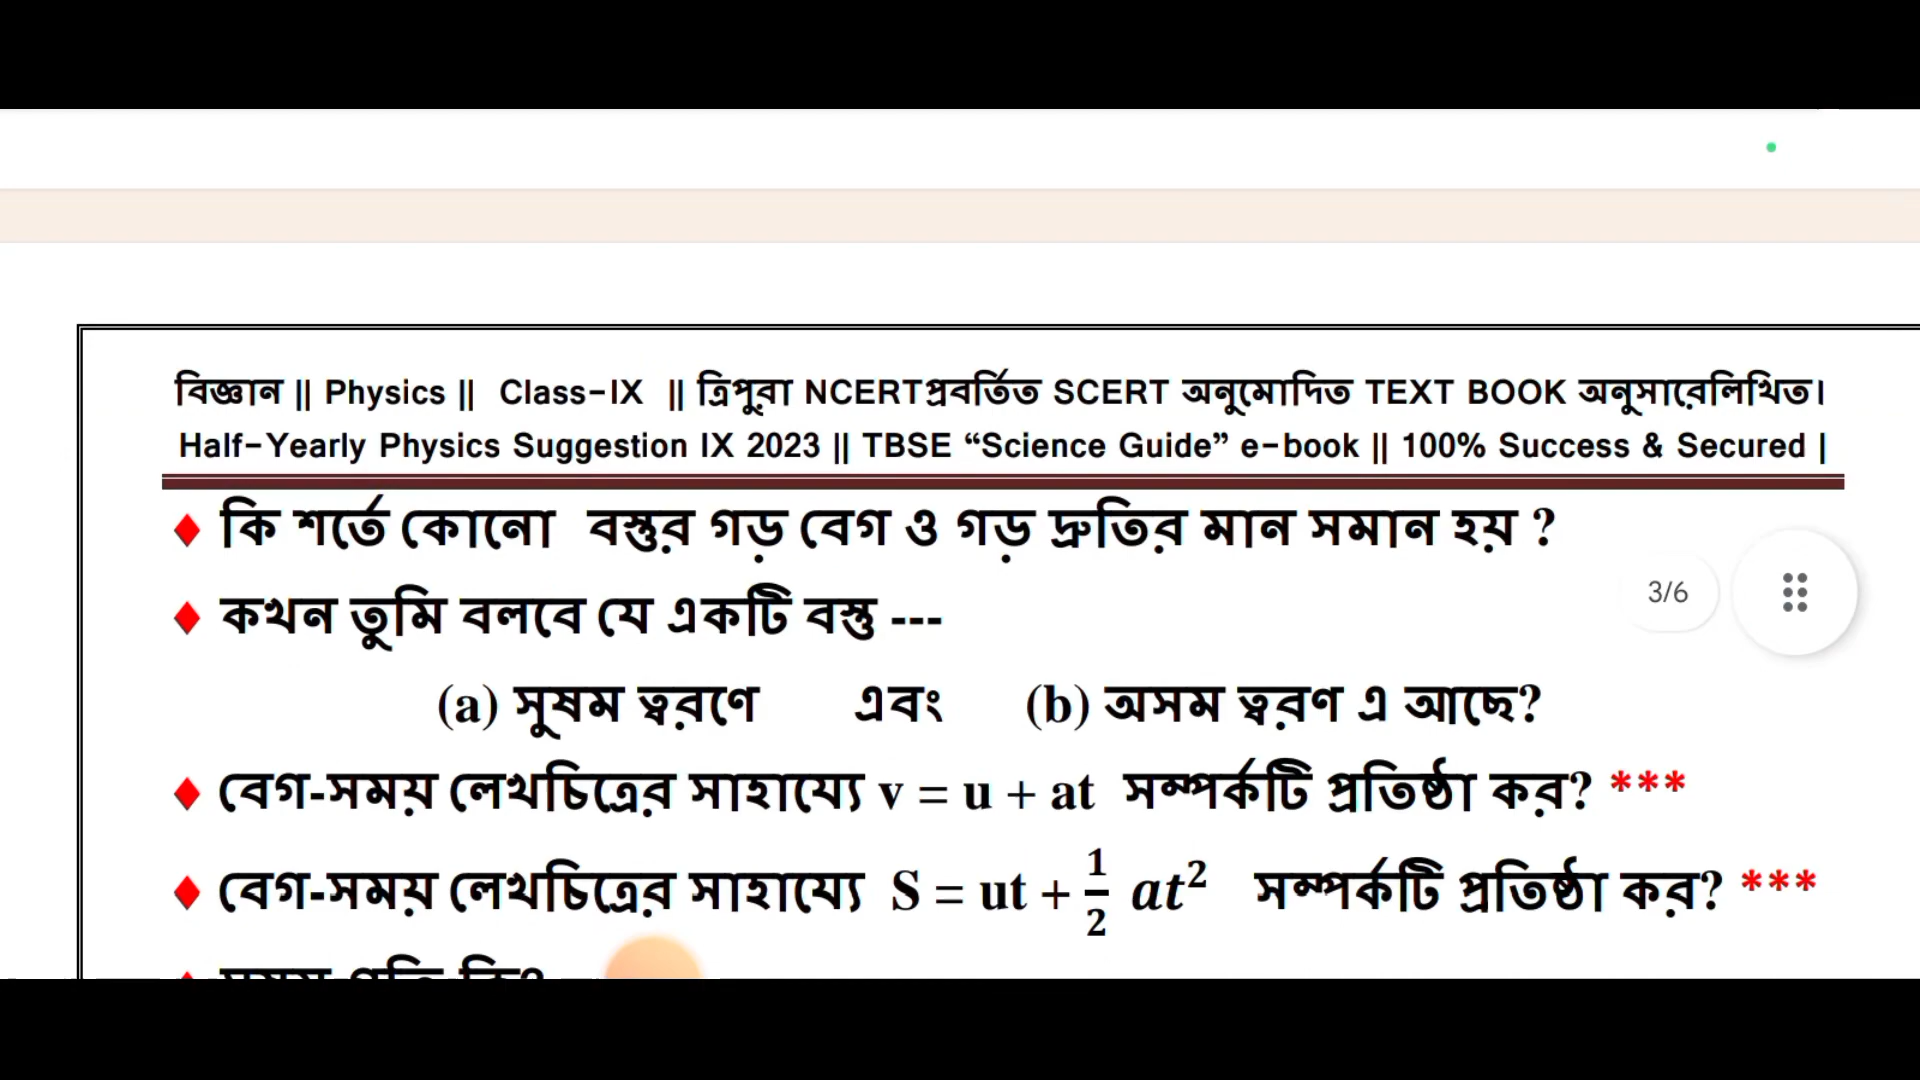 বিজ্ঞান || Physics || Class-IX || ত্রিপুরা NCERTপ্রবর্তিত SCERT অনুমোদিত TEXT BOOK অনুসারেলিখিত।
Half-Yearly Physics Suggestion IX 2023 || TBSE “Science Guide” e-book || 100% Success & Secured |
♦ কি শর্তে কোনো বস্তুর গড় বেগ ও গড় দ্রুতির মান সমান হয় ?
3/6
♦ কখন তুমি বলবে যে একটি বস্তু ---
(a) সুষম ত্বরণে এবং (b) অসম ত্বরণ এ আছে?
♦ বেগ-সময় লেখচিত্রের সাহায্যে v = u + at সম্পর্কটি প্রতিষ্ঠা কর? ***
♦ বেগ-সময় লেখচিত্রের সাহায্যে S = ut + 1/2 at² সম্পর্কটি প্রতিষ্ঠা কর? ***